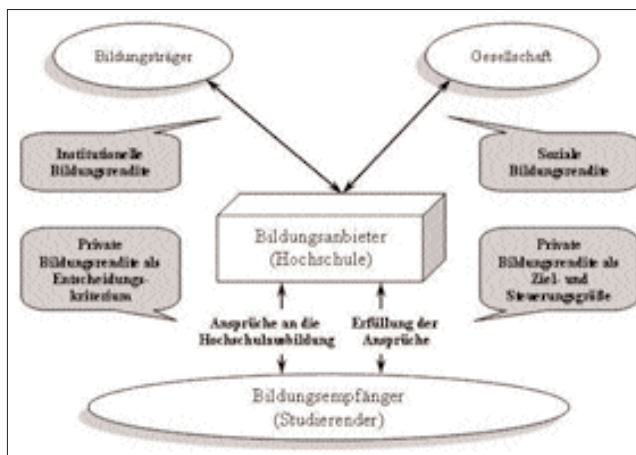 Bildungsträger
Gesellschaft
Institutionelle
Bildungsrendite
Soziale
Bildungsrendite
Bildungsanbieter
(Hochschule)
Private
Bildungsrendite als
Entscheidungs-
kriterium
Private
Bildungsrendite als
Ziel- und
Steuerungsgröße
Ansprüche an die
Hochschulausbildung
Erfüllung der
Ansprüche
Bildungsempfänger
(Studierender)